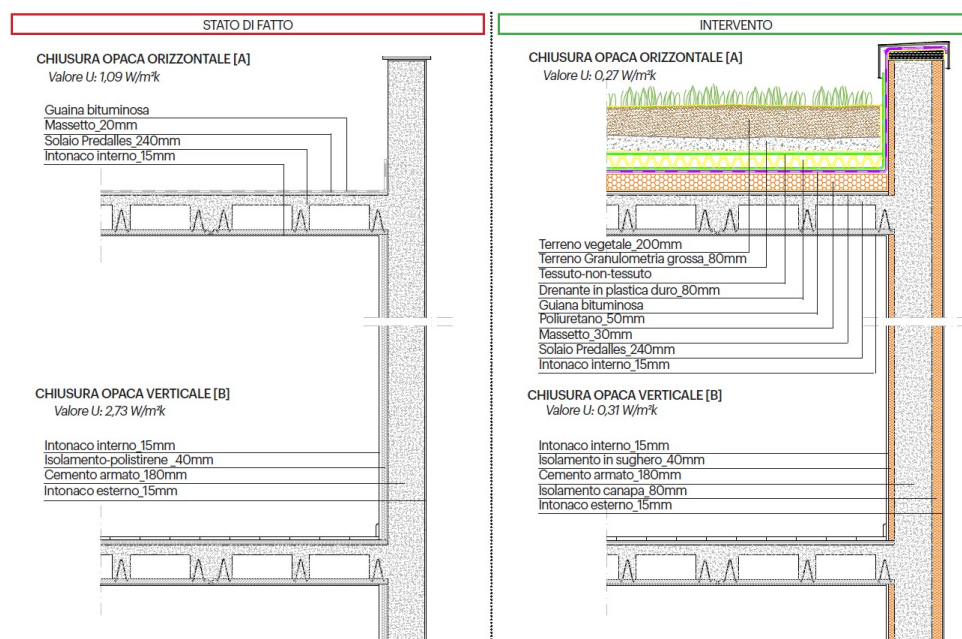 STATO DI FATTO
CHIUSURA OPACA ORIZZONTALE [A]
Valore U: 1,09 W/m²k
Guaina bituminosa
Massetto_20mm
Solaio Predalles_240mm
Intonaco interno_15mm
CHIUSURA OPACA VERTICALE [B]
Valore U: 2,73 W/m²k
Intonaco interno_15mm
Isolamento-polistirene_40mm
Cemento armato_180mm
Intonaco esterno_15mm
INTERVENTO
CHIUSURA OPACA ORIZZONTALE [A]
Valore U: 0,27 W/m²k
Terreno vegetale_200mm
Terreno Granulometria grossa_80mm
Tessuto-non-tessuto
Drenante in plastica duro_80mm
Guiana bituminosa
Poliuretano_50mm
Massetto_30mm
Solaio Predalles_240mm
Intonaco interno_15mm
CHIUSURA OPACA VERTICALE [B]
Valore U: 0,31 W/m²k
Intonaco interno_15mm
Isolamento in sughero_40mm
Cemento armato_180mm
Isolamento canapa_80mm
Intonaco esterno_15mm